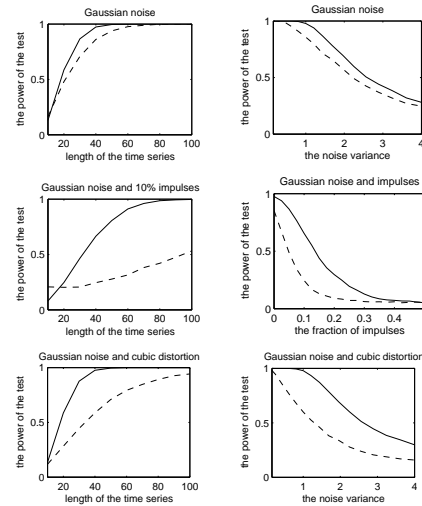 Gaussian noise
the power of the test
1
0.5
0
20 40 60 80 100
length of the time series
Gaussian noise
the power of the test
1
0.5
0
1 2 3 4
the noise variance
Gaussian noise and 10% impulses
the power of the test
1
0.5
0
20 40 60 80 100
length of the time series
Gaussian noise and impulses
the power of the test
1
0.5
0
0 0.1 0.2 0.3 0.4
the fraction of impulses
Gaussian noise and cubic distortion
the power of the test
1
0.5
0
20 40 60 80 100
length of the time series
Gaussian noise and cubic distortion
the power of the test
1
0.5
0
1 2 3 4
the noise variance